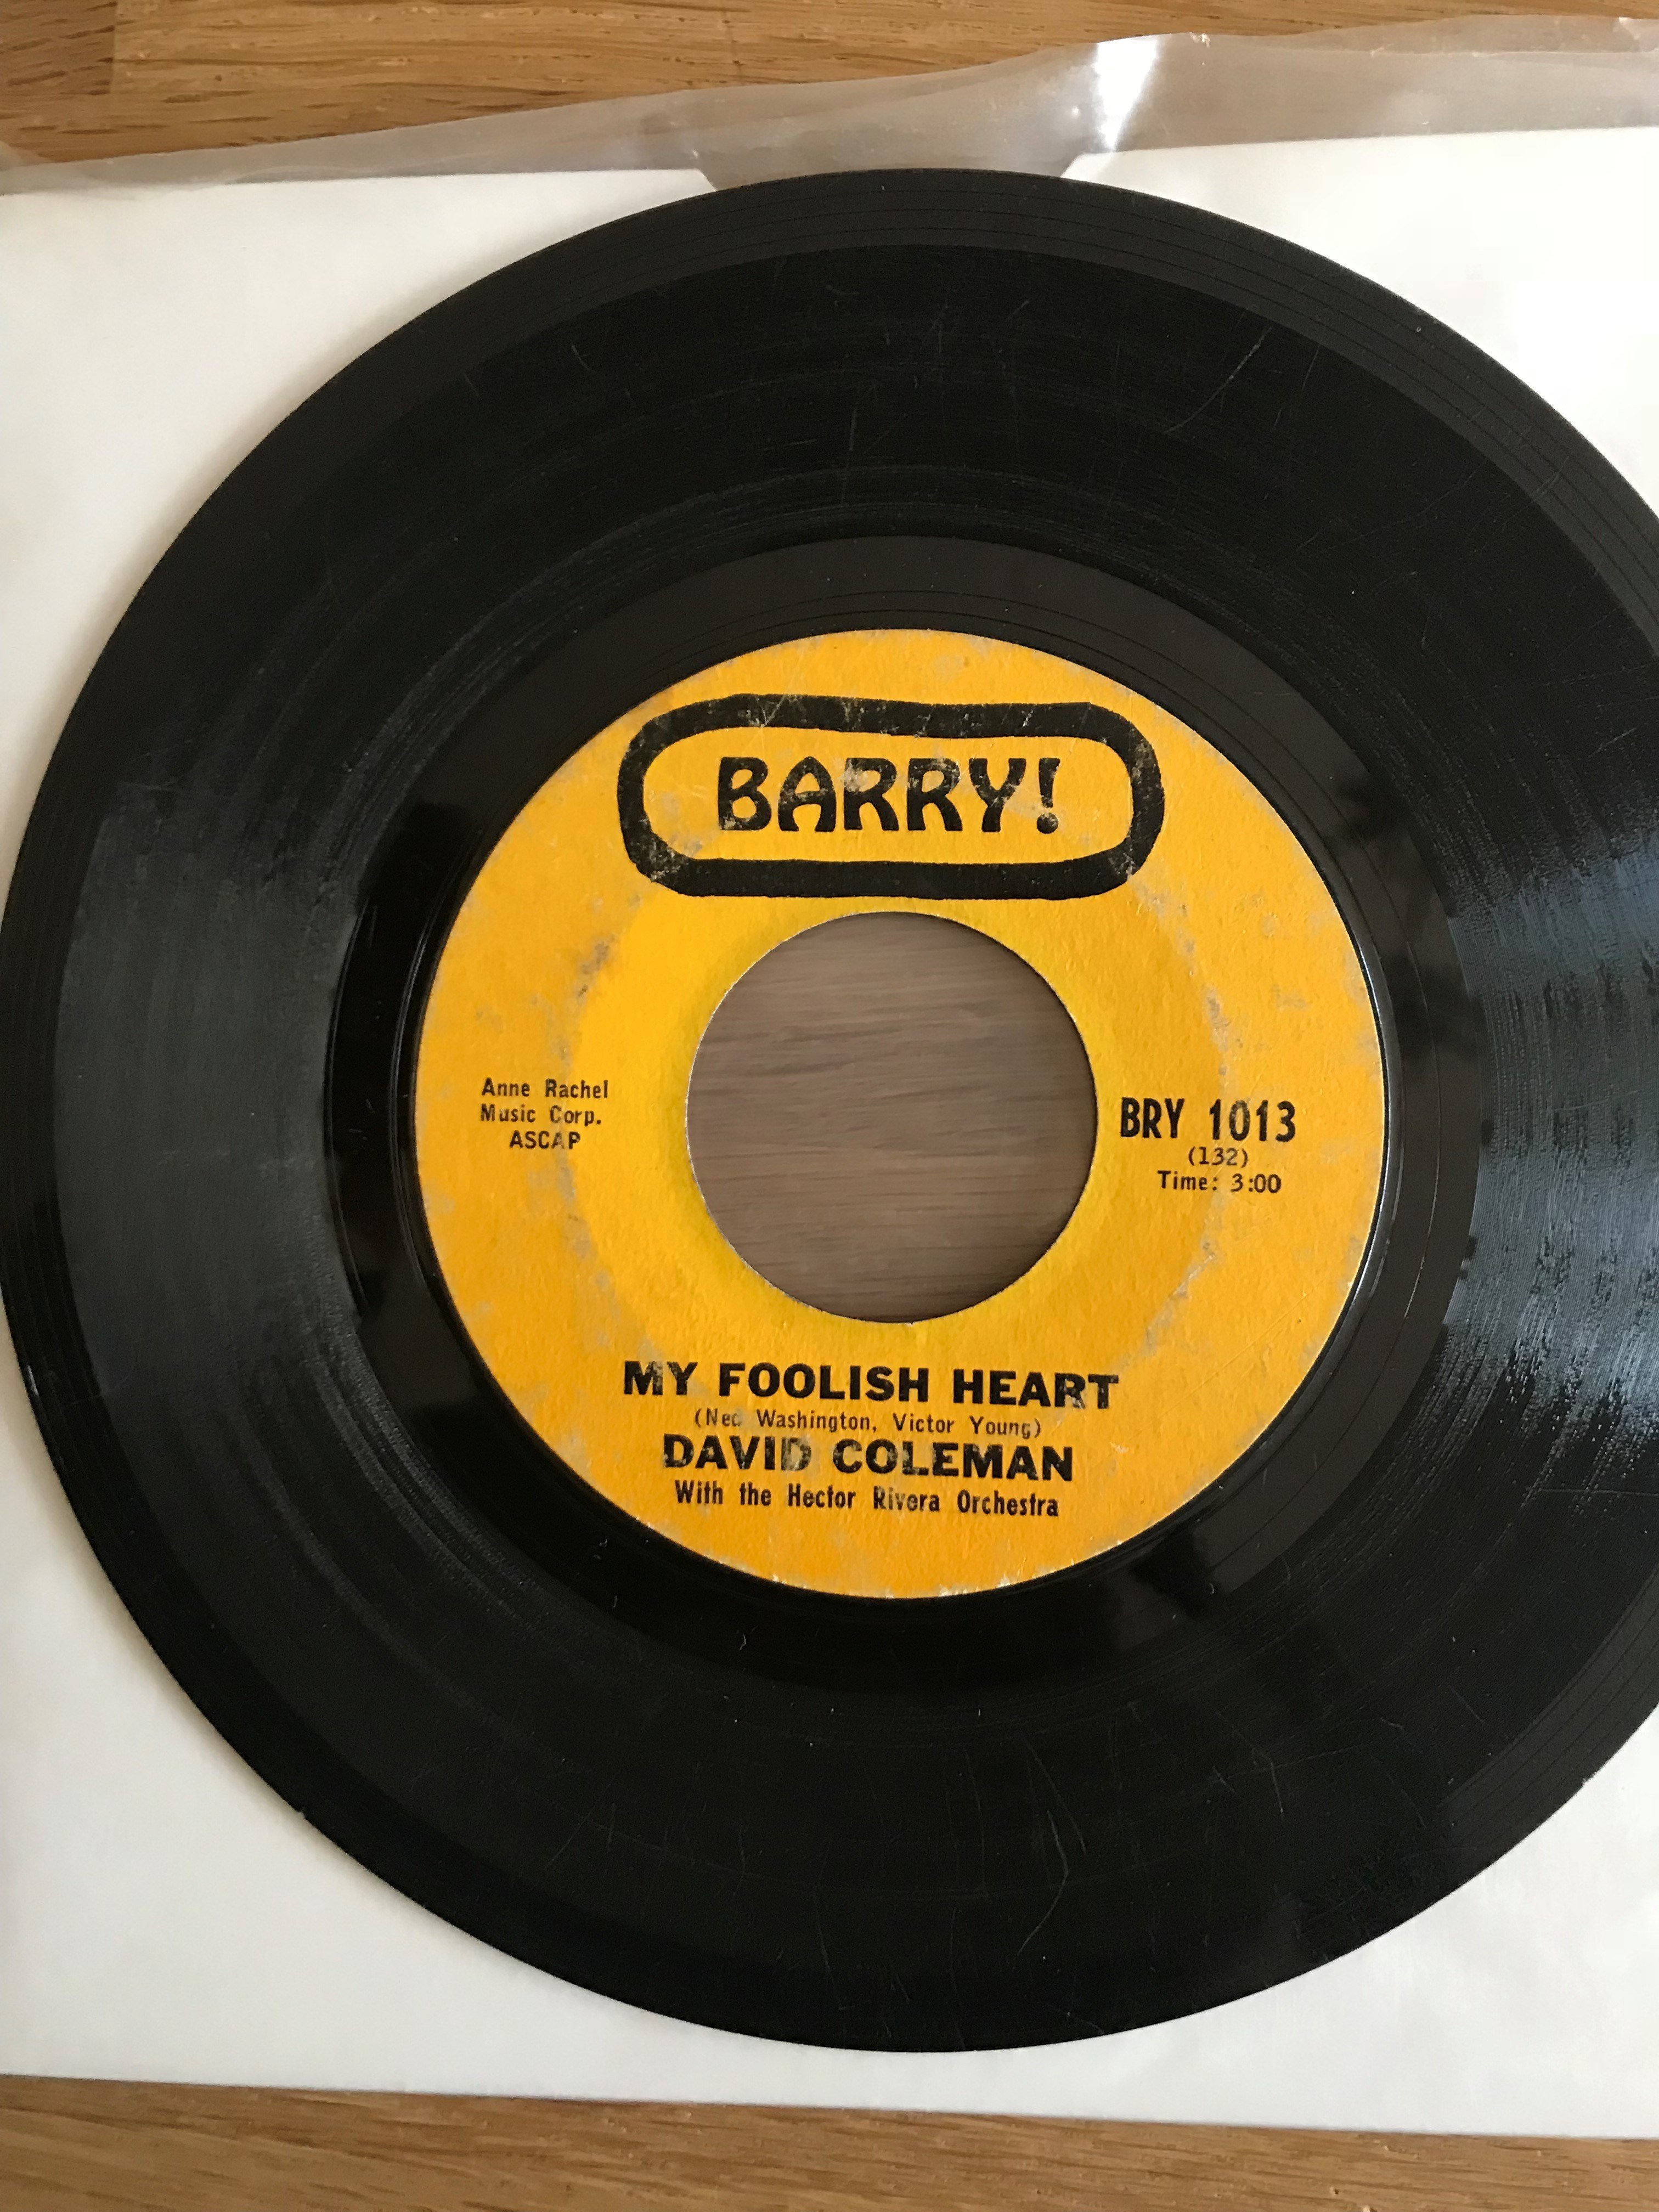 BARRY!
Anne Rachel
Music Corp.
ASCAP
BRY 1013
(132)
Time: 3:00
MY FOOLISH HEART
(Ned Washington, Victor Young)
DAVID COLEMAN
With the Hector Rivera Orchestra